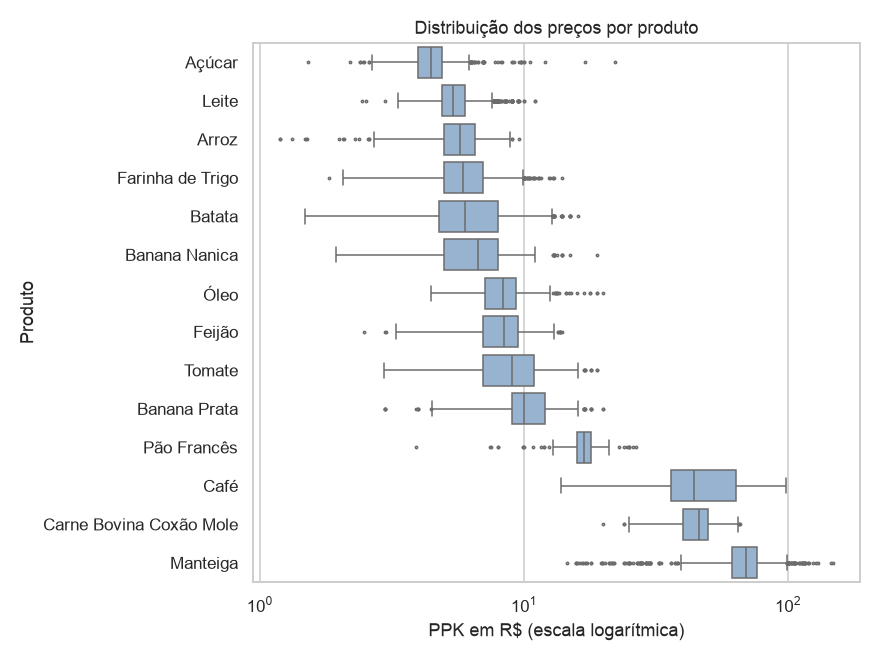 Distribuição dos preços por produto
Açúcar
Leite
Arroz
Farinha de Trigo
Batata
Banana Nanica
Óleo
Feijão
Tomate
Banana Prata
Pão Francês
Café
Carne Bovina Coxão Mole
Manteiga
Produto
10⁰ 10¹ 10²
PPK em R$ (escala logarítmica)